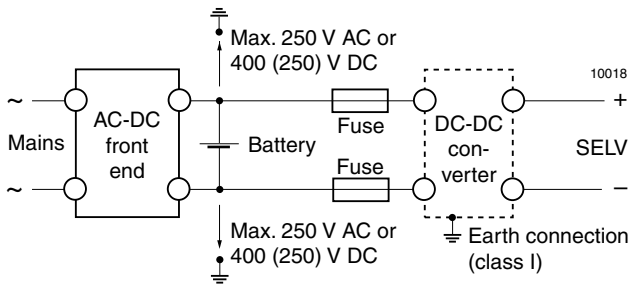 Max. 250 V AC or
400 (250) V DC
10018
~
+
Mains
AC-DC
front
end
Battery
Fuse
Fuse
DC-DC
con-
verter
SELV
~
–
Max. 250 V AC or
400 (250) V DC
Earth connection
(class I)